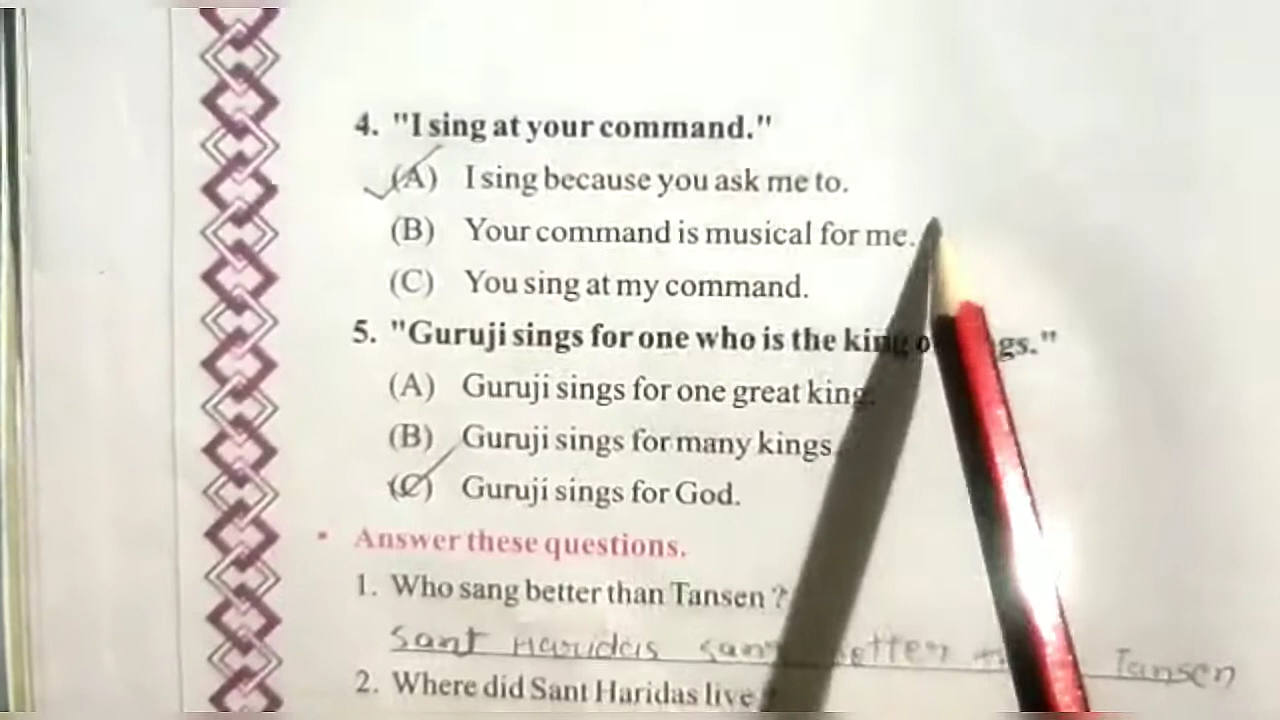 4. "I sing at your command."
(A) I sing because you ask me to.
(B) Your command is musical for me.
(C) You sing at my command.
5. "Guruji sings for one who is the king
(A) Guruji sings for one great king.
(B) Guruji sings for many kings
(C) Guruji sings for God.
• Answer these questions.
1. Who sang better than Tansen ?
Sant Haridas Tansen
2. Where did Sant Haridas live